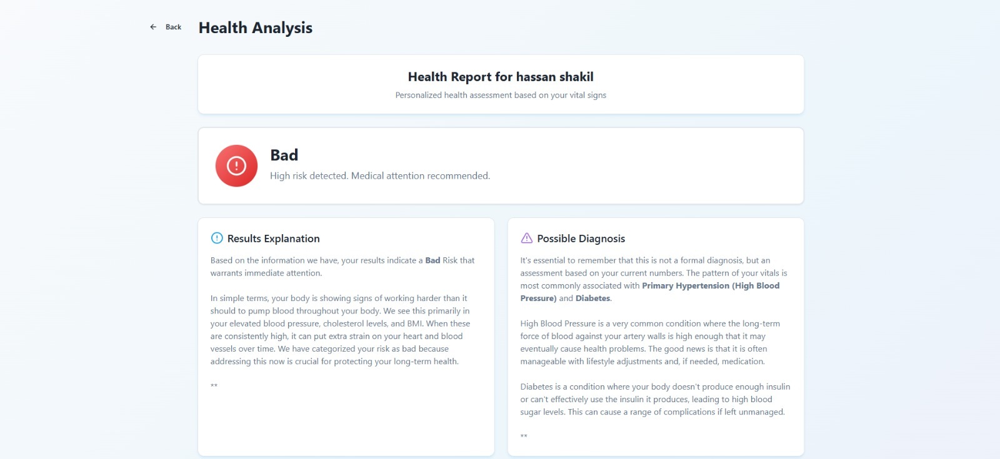 Back
Health Analysis
Health Report for hassan shakil
Personalized health assessment based on your vital signs
Bad
High risk detected. Medical attention recommended.
Results Explanation
Based on the information we have, your results indicate a Bad Risk that
warrants immediate attention.
In simple terms, your body is showing signs of working harder than it
should to pump blood throughout your body. We see this primarily in
your elevated blood pressure, cholesterol levels, and BMI. When these
are consistently high, it can put extra strain on your heart and blood
vessels over time. We have categorized your risk as bad because
addressing this now is crucial for protecting your long-term health.
**
Possible Diagnosis
It's essential to remember that this is not a formal diagnosis, but an
assessment based on your current numbers. The pattern of your vitals is
most commonly associated with Primary Hypertension (High Blood
Pressure) and Diabetes.
High Blood Pressure is a very common condition where the long-term
force of blood against your artery walls is high enough that it may
eventually cause health problems. The good news is that it is often
manageable with lifestyle adjustments and, if needed, medication.
Diabetes is a condition where your body doesn't produce enough insulin
or can't effectively use the insulin it produces, leading to high blood
sugar levels. This can cause a range of complications if left unmanaged.
**